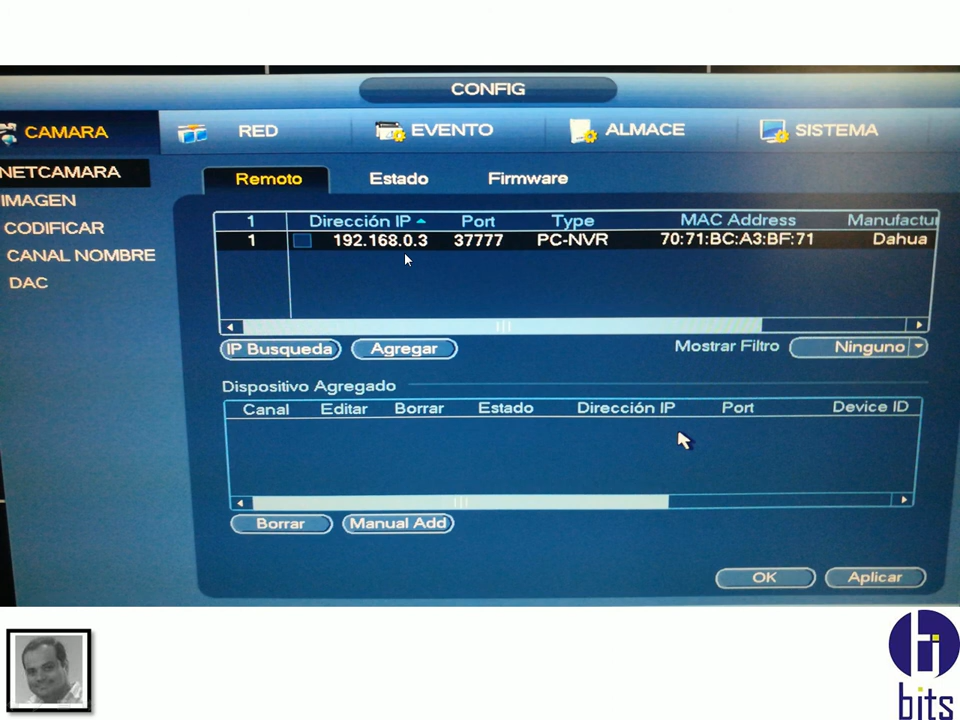 CONFIG
CAMARA RED EVENTO ALMACE SISTEMA
NETCAMARA
IMAGEN
CODIFICAR
CANAL NOMBRE
DAC
Remoto Estado Firmware
1 Dirección IP Port Type MAC Address Manufactur
1 192.168.0.3 37777 PC-NVR 70:71:BC:A3:BF:71 Dahua
IP Busqueda Agregar Mostrar Filtro Ninguno
Dispositivo Agregado
Canal Editar Borrar Estado Dirección IP Port Device ID
Borrar Manual Add
OK Aplicar
hi
bits